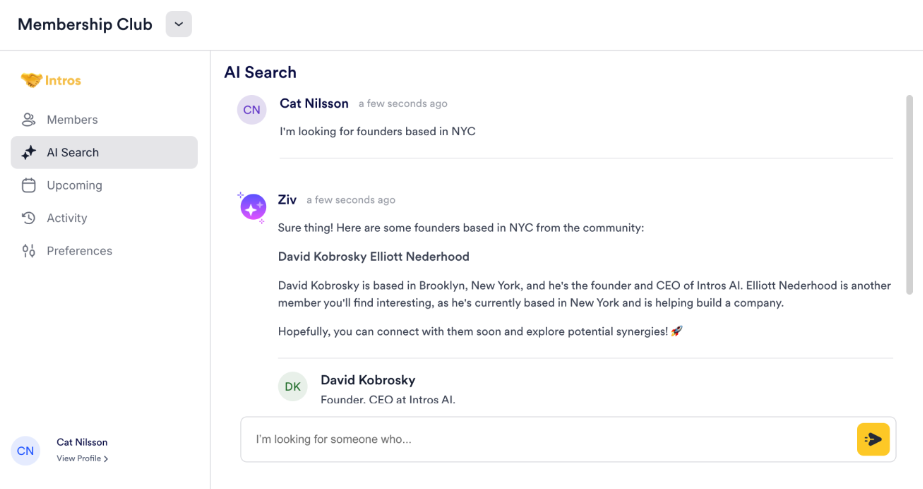 Membership Club
Intros
Members
AI Search
Upcoming
Activity
Preferences
CN
Cat Nilsson
View Profile
AI Search
CN
Cat Nilsson a few seconds ago
I'm looking for founders based in NYC
Ziv a few seconds ago
Sure thing! Here are some founders based in NYC from the community:
David Kobrosky Elliott Nederhood
David Kobrosky is based in Brooklyn, New York, and he's the founder and CEO of Intros AI. Elliott Nederhood is another
member you'll find interesting, as he's currently based in New York and is helping build a company.
Hopefully, you can connect with them soon and explore potential synergies! 🚀
DK
David Kobrosky
Founder, CEO at Intros AI.
I'm looking for someone who...